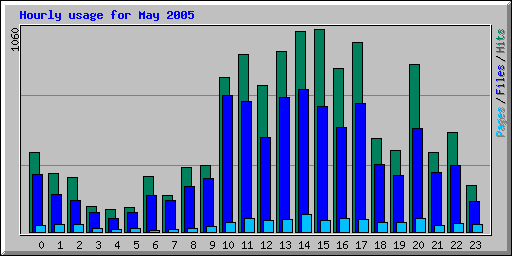 Hourly usage for May 2005
1060
Pages / Files / Hits
0 1 2 3 4 5 6 7 8 9 10 11 12 13 14 15 16 17 18 19 20 21 22 23